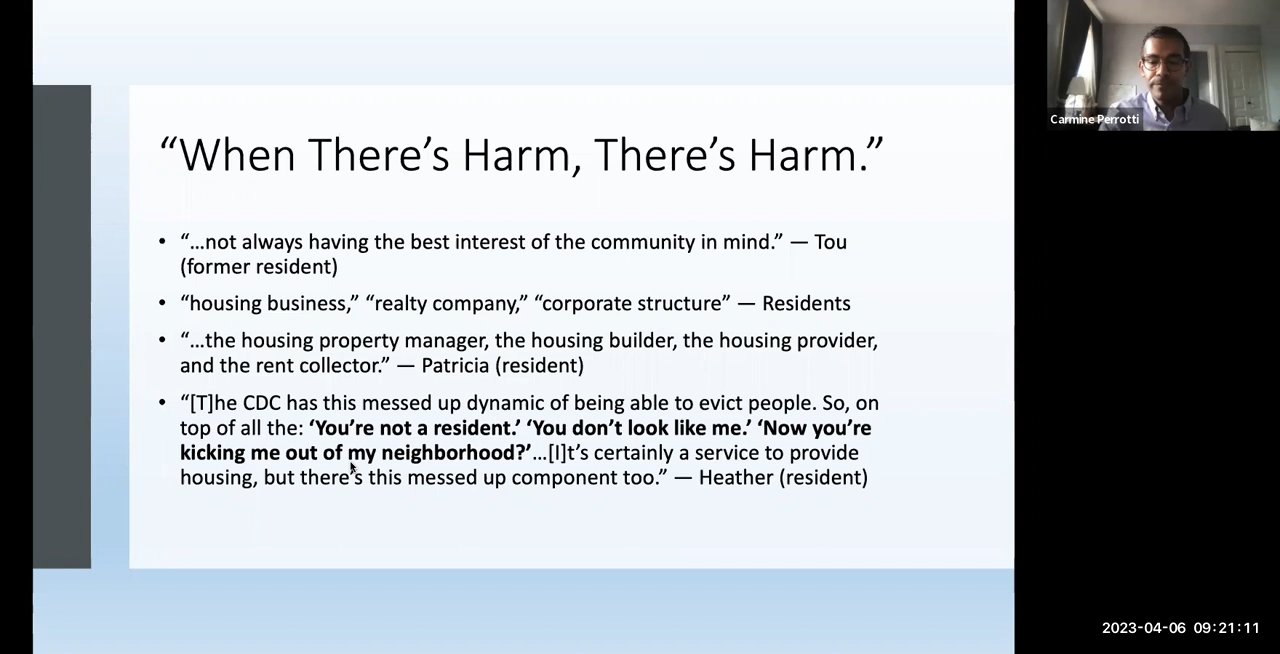 “When There’s Harm, There’s Harm.”
• “…not always having the best interest of the community in mind.” — Tou
(former resident)
• “housing business,” “realty company,” “corporate structure” — Residents
• “…the housing property manager, the housing builder, the housing provider,
and the rent collector.” — Patricia (resident)
• “[T]he CDC has this messed up dynamic of being able to evict people. So, on
top of all the: ‘You’re not a resident.’ ‘You don’t look like me.’ ‘Now you’re
kicking me out of my neighborhood?’…[I]t’s certainly a service to provide
housing, but there’s this messed up component too.” — Heather (resident)
Carmine Perrotti
2023-04-06 09:21:11